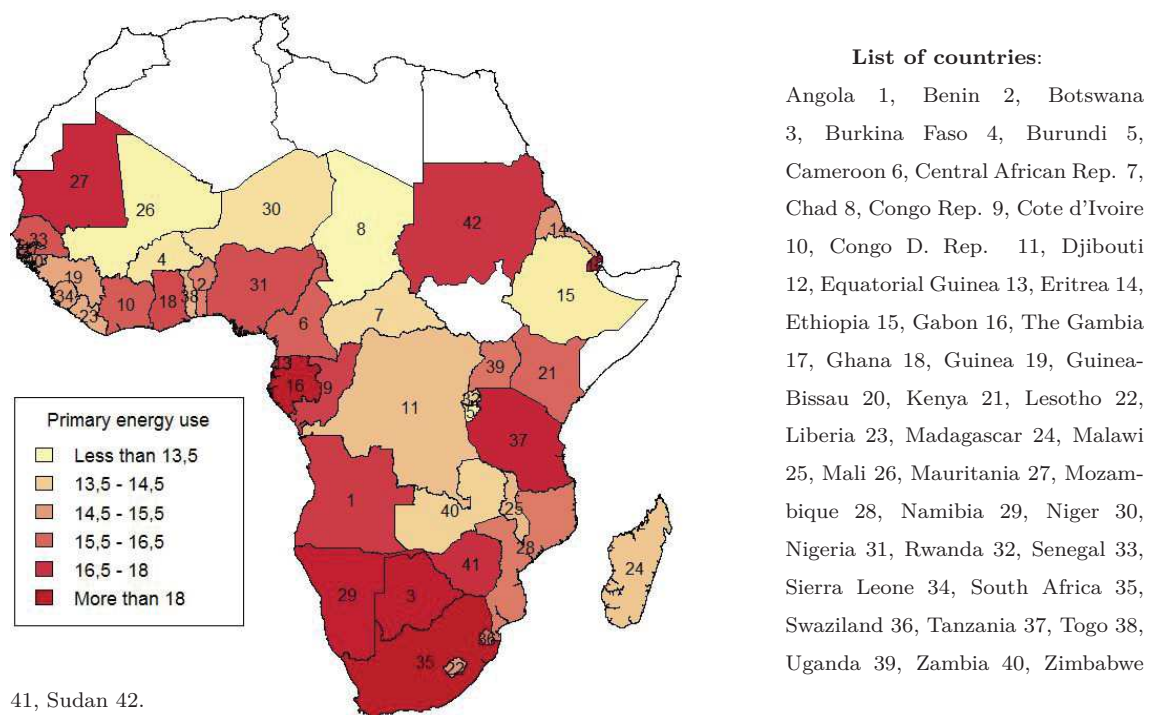 List of countries:
Angola 1, Benin 2, Botswana
3, Burkina Faso 4, Burundi 5,
Cameroon 6, Central African Rep. 7,
Chad 8, Congo Rep. 9, Cote d'Ivoire
10, Congo D. Rep. 11, Djibouti
12, Equatorial Guinea 13, Eritrea 14,
Ethiopia 15, Gabon 16, The Gambia
17, Ghana 18, Guinea 19, Guinea-
Bissau 20, Kenya 21, Lesotho 22,
Liberia 23, Madagascar 24, Malawi
25, Mali 26, Mauritania 27, Mozam-
bique 28, Namibia 29, Niger 30,
Nigeria 31, Rwanda 32, Senegal 33,
Sierra Leone 34, South Africa 35,
Swaziland 36, Tanzania 37, Togo 38,
Uganda 39, Zambia 40, Zimbabwe
41, Sudan 42.
27
26
30
8
42
14
33
4
15
19
2
31
34
10
18
38
23
6
7
13
16
9
39
21
11
37
1
40
25
28
41
24
29
3
35
36
22
Primary energy use
Less than 13,5
13,5 - 14,5
14,5 - 15,5
15,5 - 16,5
16,5 - 18
More than 18